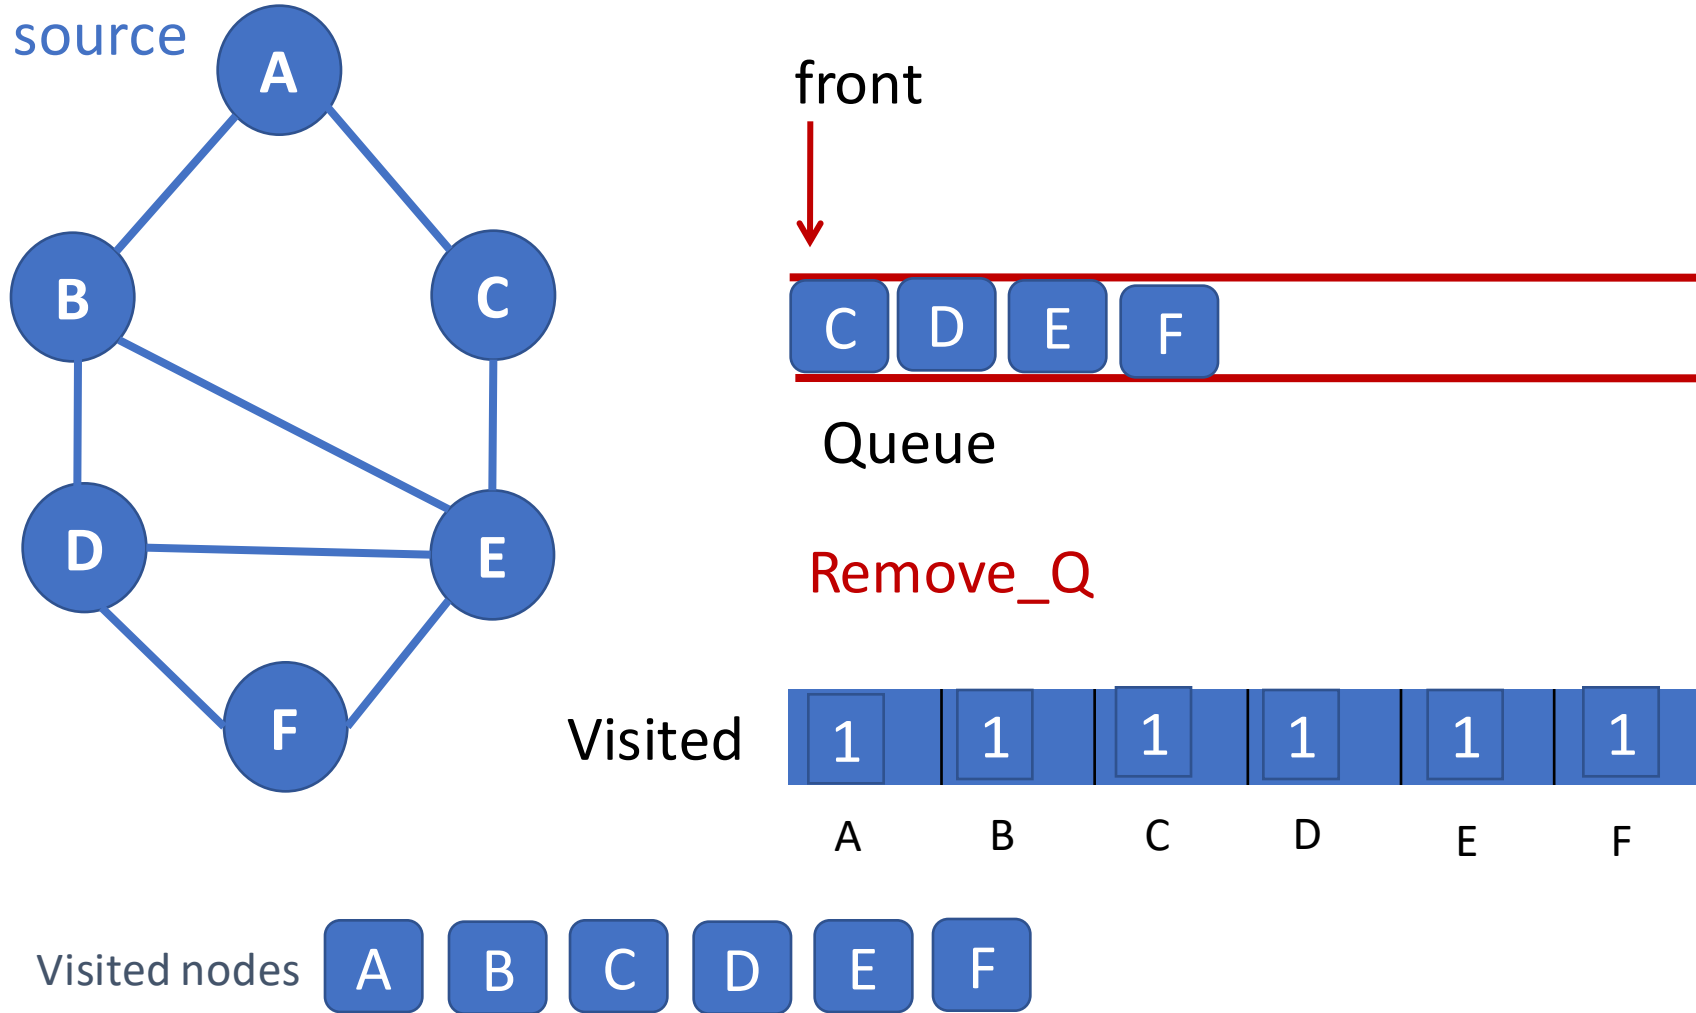 source
A
B
C
D
E
F
front
C D E F
Queue
Remove_Q
Visited 1 1 1 1 1 1
A B C D E F
Visited nodes A B C D E F